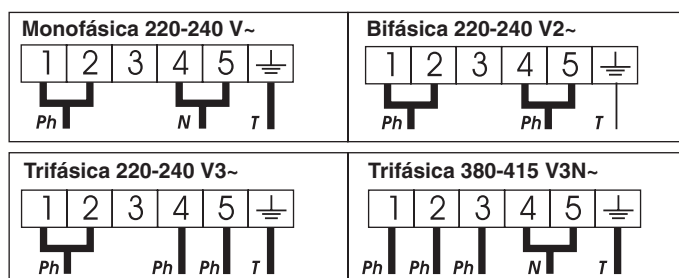 Monofásica 220-240 V~
1 2 3 4 5
Ph N T
Bifásica 220-240 V2~
1 2 3 4 5
Ph Ph T
Trifásica 220-240 V3~
1 2 3 4 5
Ph Ph Ph T
Trifásica 380-415 V3N~
1 2 3 4 5
Ph Ph Ph N T